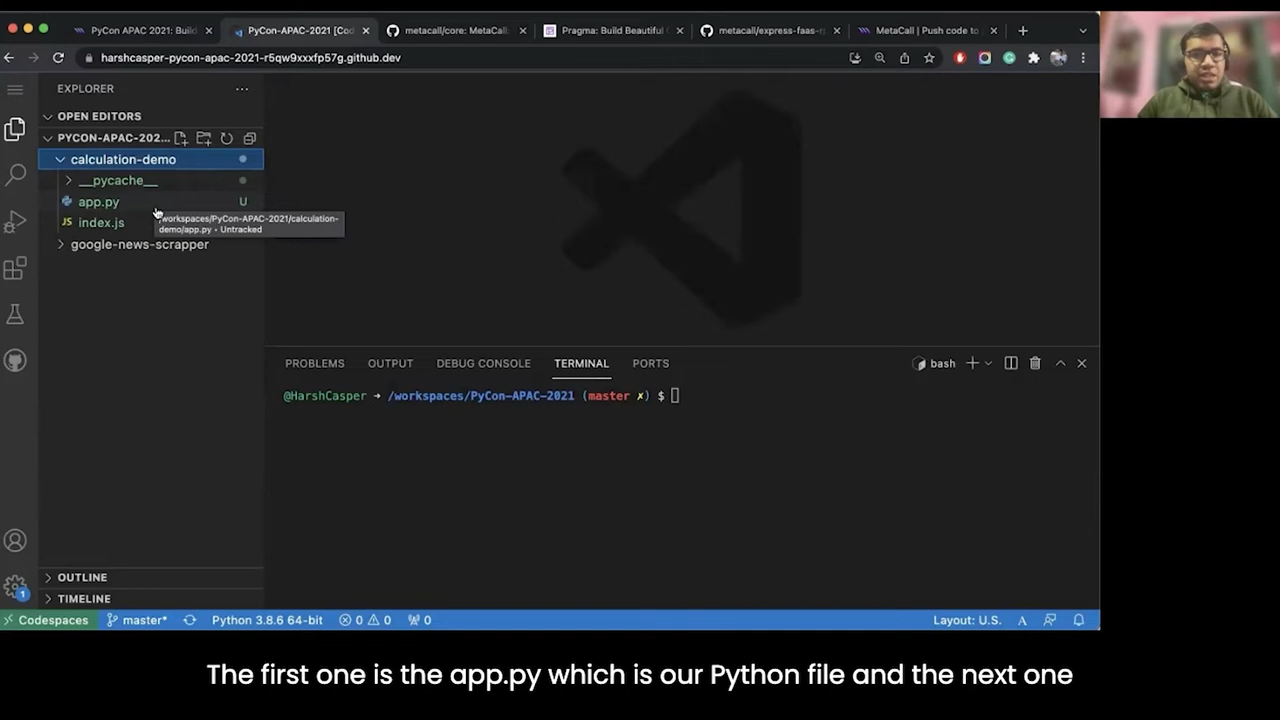 PyCon APAC 2021: Build
PyCon-APAC-2021 [Cod
metacall/core: MetaCall
Pragma: Build Beautiful
metacall/express-faas-r
MetaCall | Push code to
harshcasper-pycon-apac-2021-r5qw9xxxfp57g.github.dev
EXPLORER
OPEN EDITORS
PYCON-APAC-202...
calculation-demo
__pycache__
app.py U
JS index.js
/workspaces/PyCon-APAC-2021/calculation-
demo/app.py • Untracked
google-news-scrapper
PROBLEMS OUTPUT DEBUG CONSOLE TERMINAL PORTS
bash
@HarshCasper → /workspaces/PyCon-APAC-2021 (master ✗) $
OUTLINE
TIMELINE
1
Codespaces master* Python 3.8.6 64-bit 0 0 0 Layout: U.S.
The first one is the app.py which is our Python file and the next one